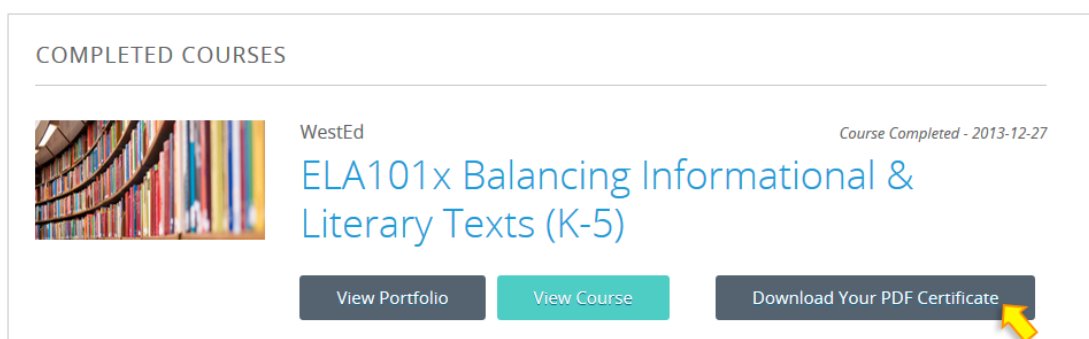 COMPLETED COURSES
WestEd
Course Completed - 2013-12-27
ELA101x Balancing Informational &
Literary Texts (K-5)
View Portfolio
View Course
Download Your PDF Certificate